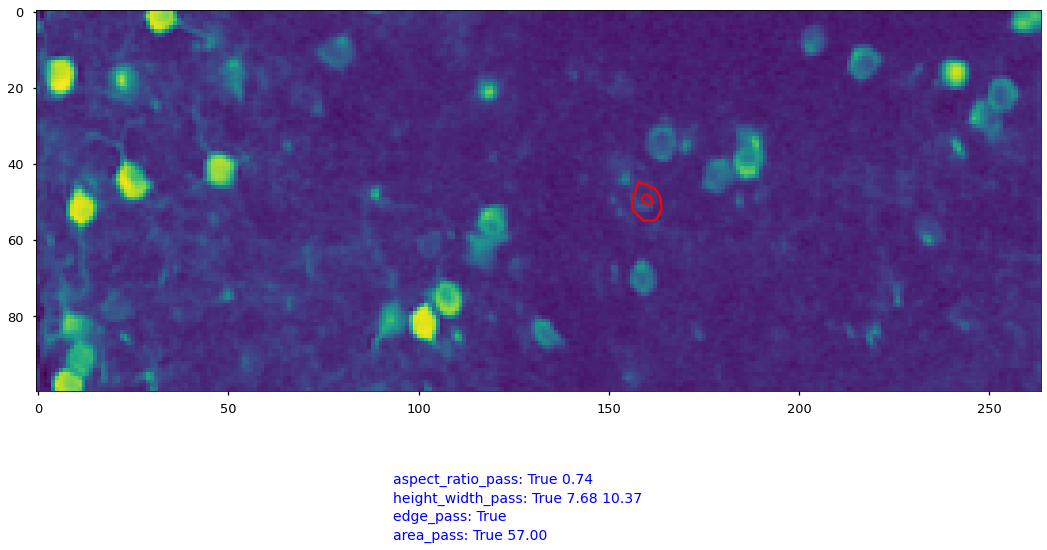 0
20
40
60
80
0 50 100 150 200 250
aspect_ratio_pass: True 0.74
height_width_pass: True 7.68 10.37
edge_pass: True
area_pass: True 57.00